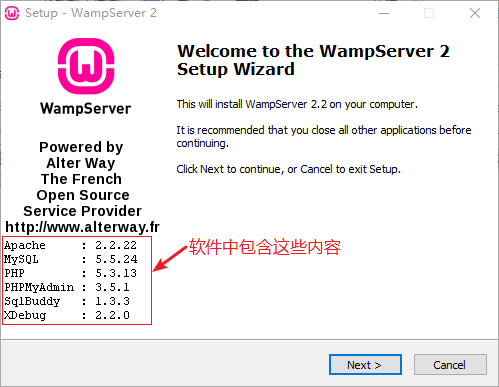 Setup - WampServer 2
WampServer
Powered by
Alter Way
The French
Open Source
Service Provider
http://www.alterway.fr
Apache : 2.2.22
MySQL : 5.5.24
PHP : 5.3.13
PHPMyAdmin : 3.5.1
SqlBuddy : 1.3.3
XDebug : 2.2.0
Welcome to the WampServer 2
Setup Wizard
This will install WampServer 2.2 on your computer.
It is recommended that you close all other applications before
continuing.
Click Next to continue, or Cancel to exit Setup.
软件中包含这些内容
Next >
Cancel